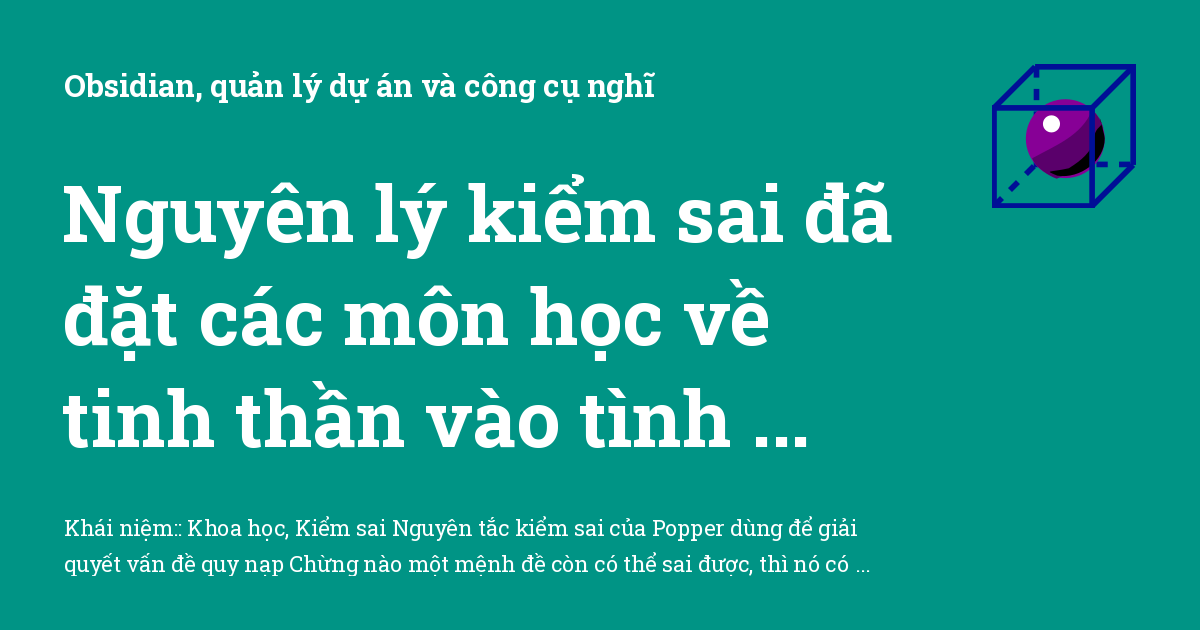 Obsidian, quản lý dự án và công cụ nghĩ
Nguyên lý kiểm sai đã
đặt các môn học về
tinh thần vào tình ...
Khái niệm:: Khoa học, Kiểm sai Nguyên tắc kiểm sai của Popper dùng để giải
quyết vấn đề quy nạp Chừng nào một mệnh đề còn có thể sai được, thì nó có ...